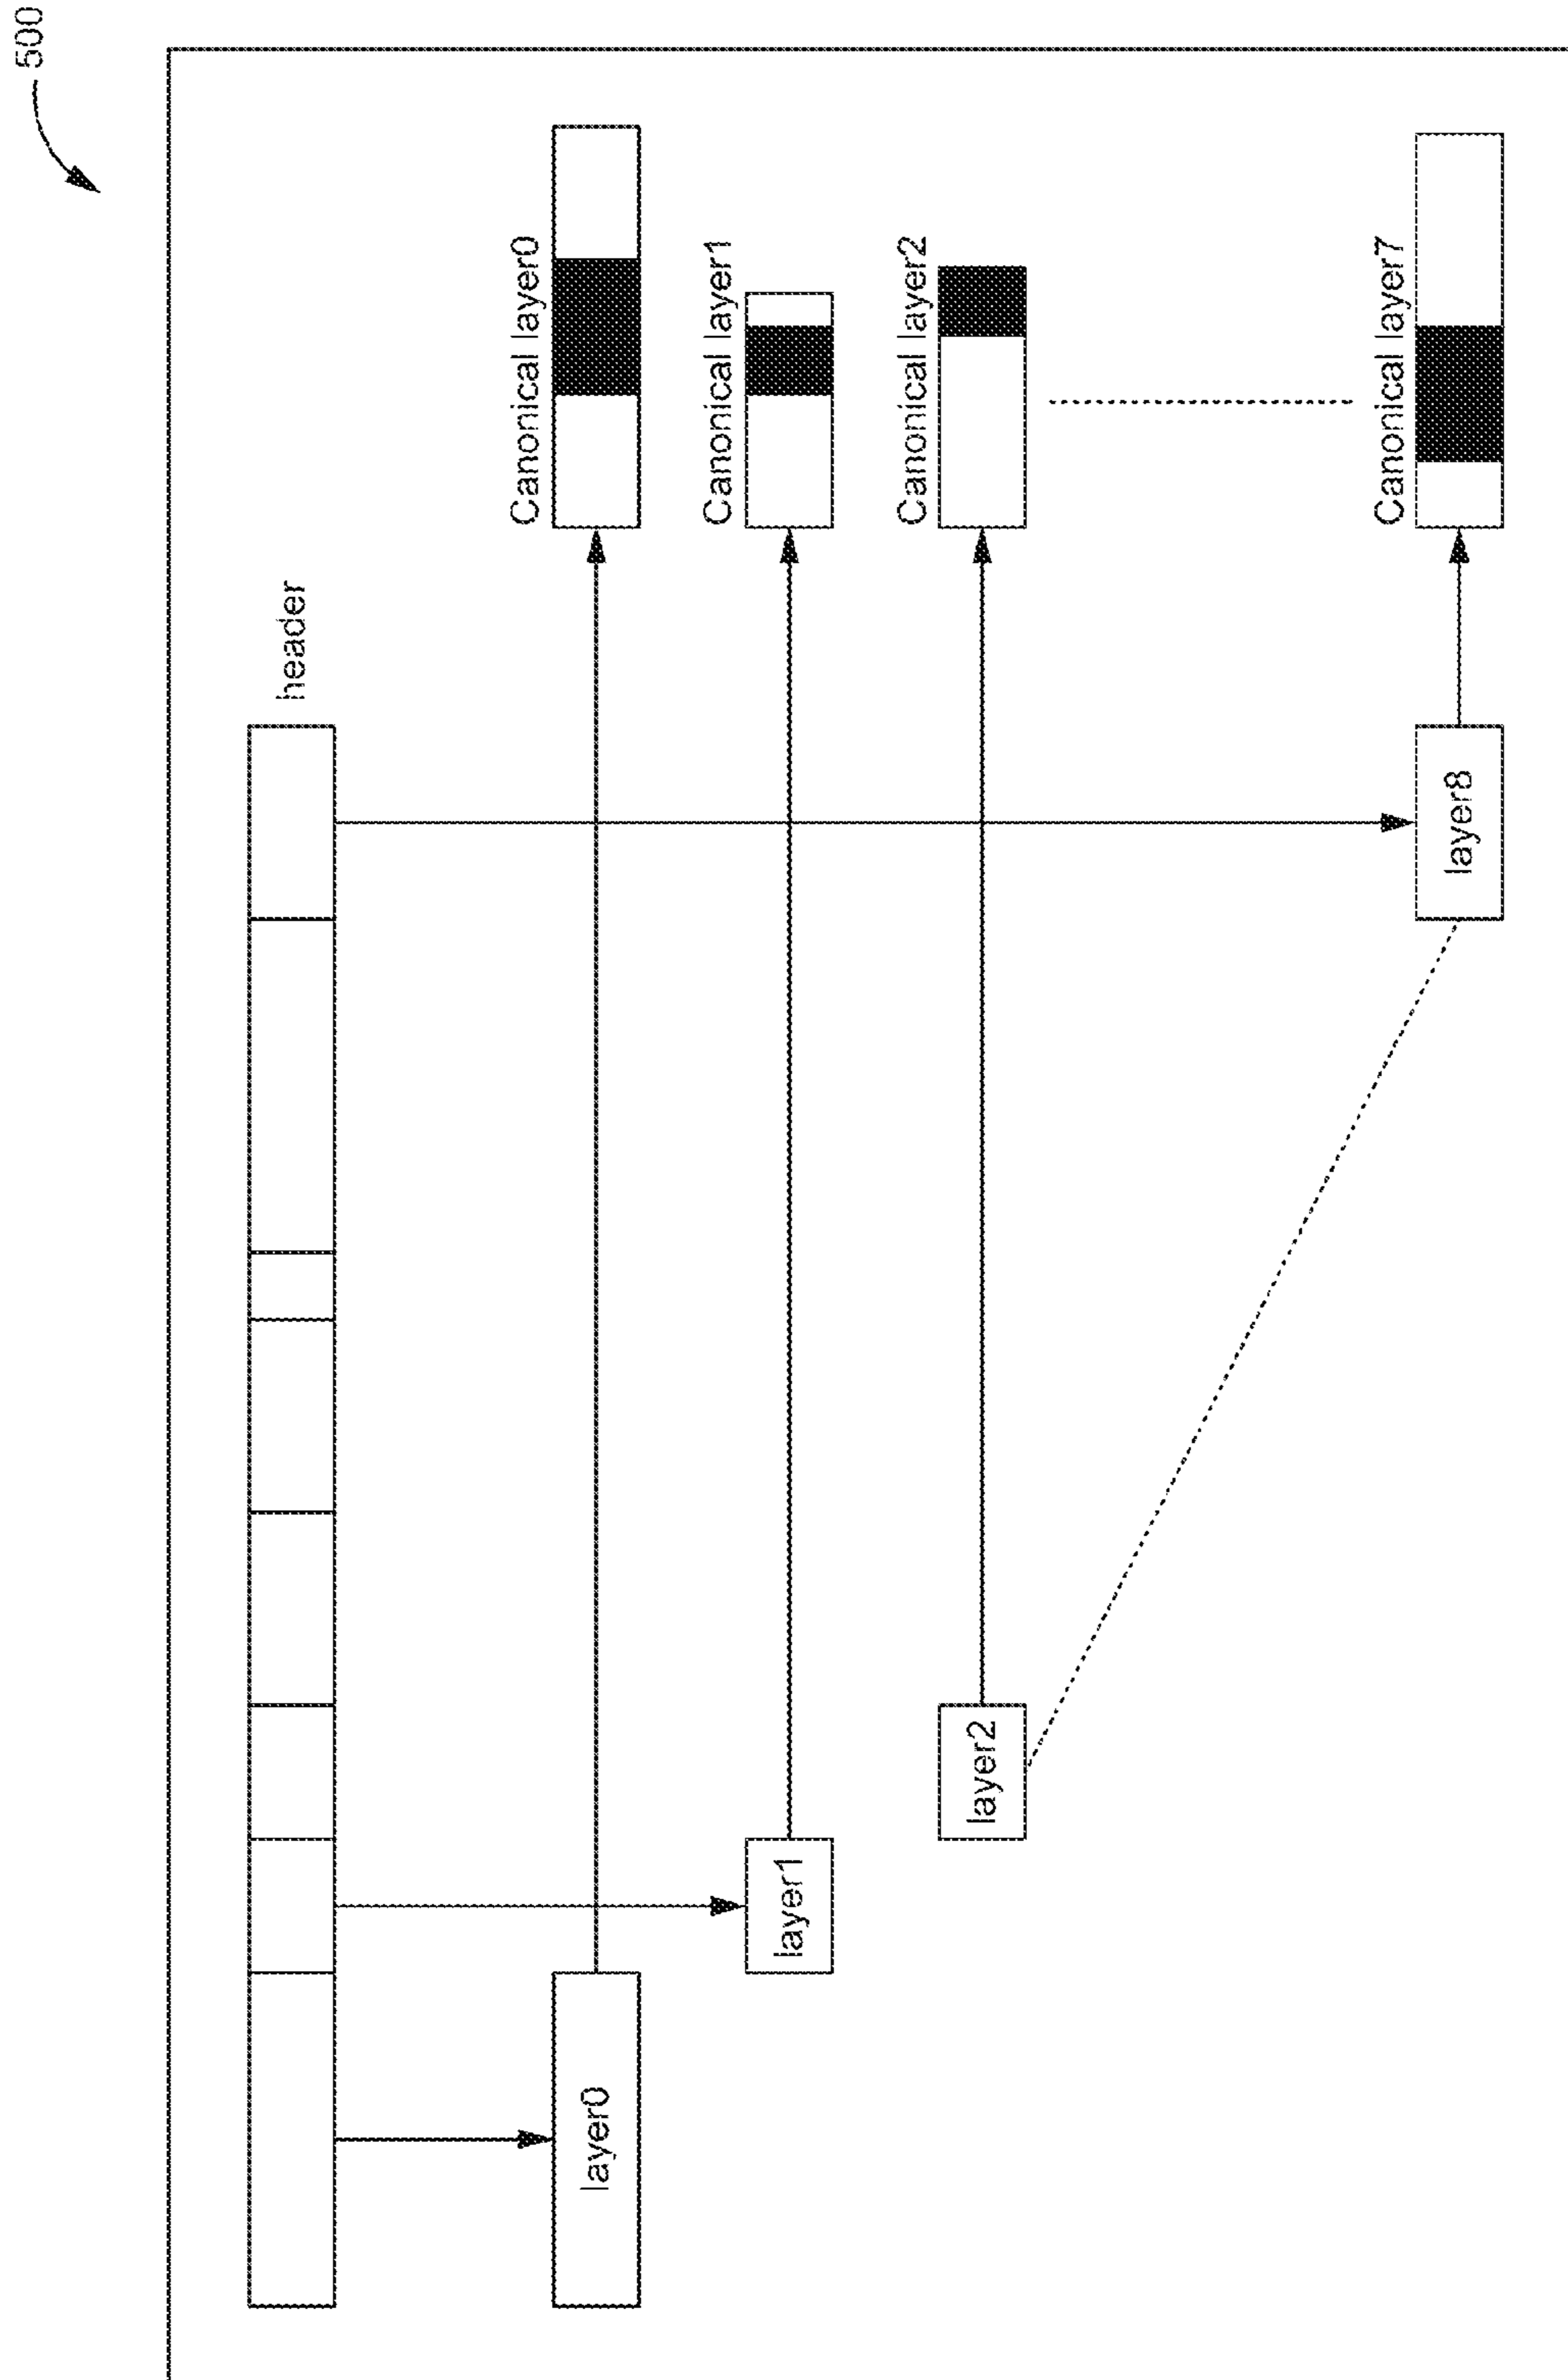 500
header
layer0
Canonical layer0
layer1
Canonical layer1
layer2
Canonical layer2
layer8
Canonical layer7